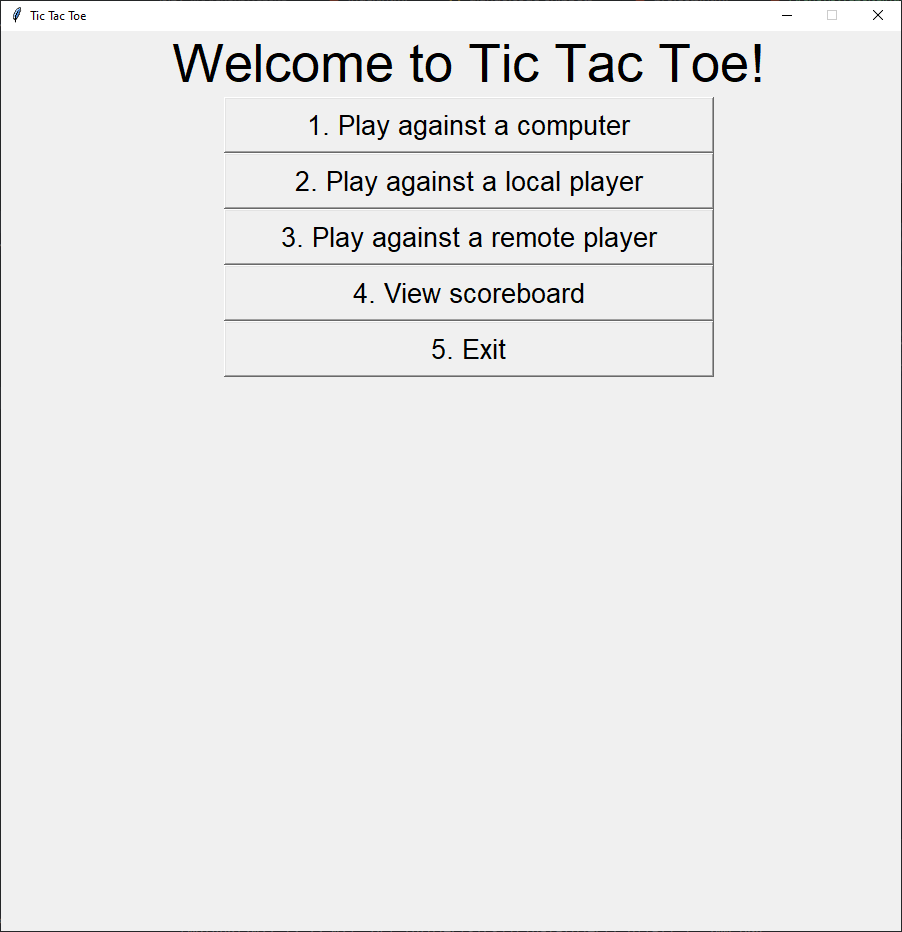 Tic Tac Toe
Welcome to Tic Tac Toe!
1. Play against a computer
2. Play against a local player
3. Play against a remote player
4. View scoreboard
5. Exit